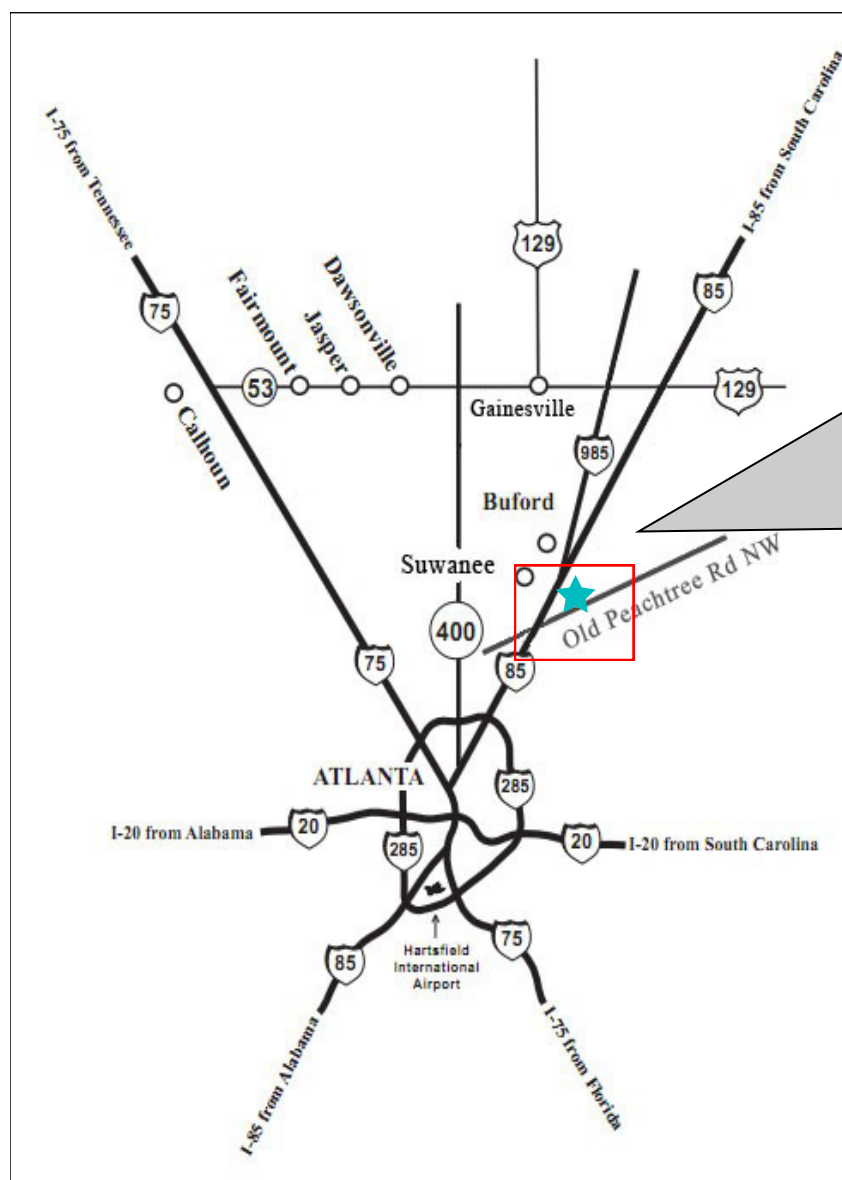 I-75 from Tennessee
I-85 from South Carolina
129
75
85
Fairmount
Jasper
Dawsonville
53
129
Calhoun
Gainesville
985
Buford
Suwanee
Old Peachtree Rd NW
400
75
85
ATLANTA
285
I-20 from Alabama
20
285
20
I-20 from South Carolina
85
Hartsfield
International
Airport
75
I-85 from Alabama
I-75 from Florida